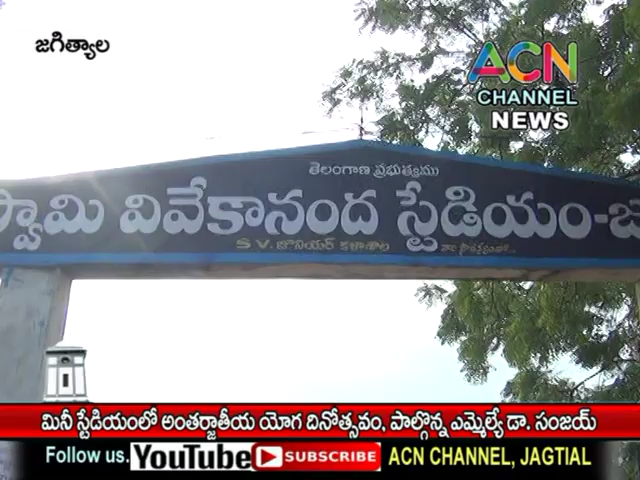 జగిత్యాల
ACN
CHANNEL
NEWS
తెలంగాణ ప్రభుత్వము
స్వామి వివేకానంద స్టేడియం-జ
S V. జూనియర్ కళాశాల
మినీ స్టేడియంలో అంతర్జాతీయ యోగ దినోత్సవం, పాల్గొన్న ఎమ్మెల్యే డా. సంజయ్
Follow us. YouTube SUBSCRIBE ACN CHANNEL, JAGTIAL